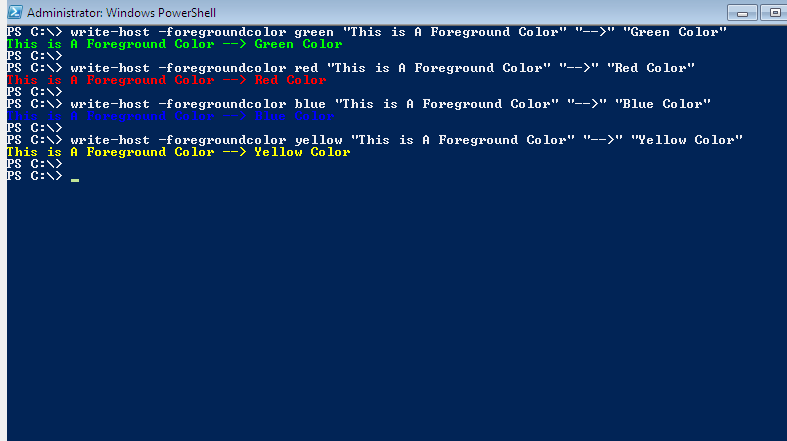 Administrator: Windows PowerShell
PS C:\> write-host -foregroundcolor green "This is A Foreground Color" "-->" "Green Color"
This is A Foreground Color --> Green Color
PS C:\>
PS C:\> write-host -foregroundcolor red "This is A Foreground Color" "-->" "Red Color"
This is A Foreground Color --> Red Color
PS C:\>
PS C:\> write-host -foregroundcolor blue "This is A Foreground Color" "-->" "Blue Color"
This is A Foreground Color --> Blue Color
PS C:\>
PS C:\> write-host -foregroundcolor yellow "This is A Foreground Color" "-->" "Yellow Color"
This is A Foreground Color --> Yellow Color
PS C:\>
PS C:\> _